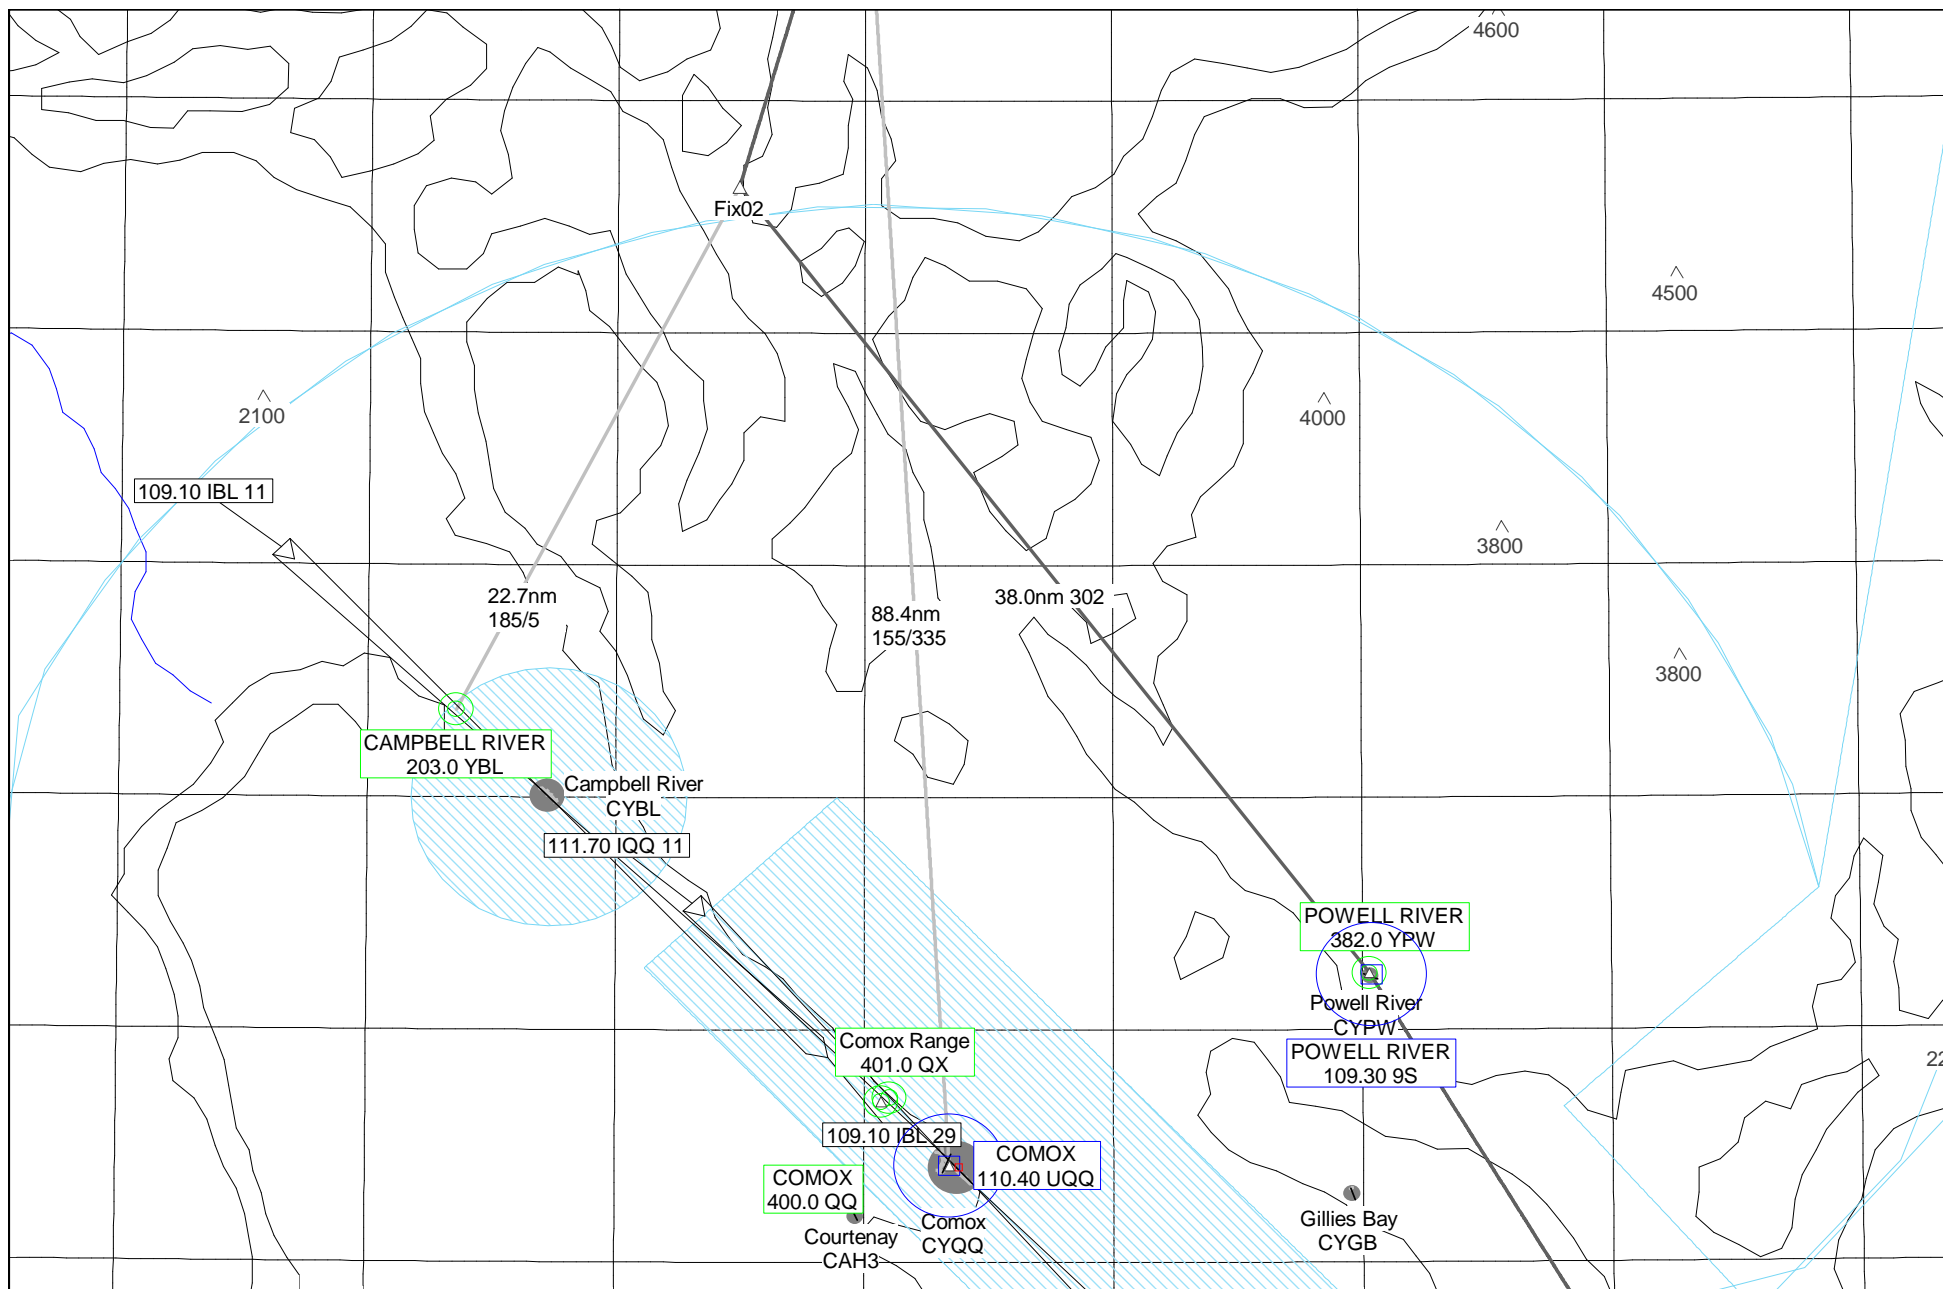 4600
Fix02
4500
2100
4000
109.10 IBL 11
3800
22.7nm
185/5
88.4nm
155/335
38.0nm 302
3800
CAMPBELL RIVER
203.0 YBL
Campbell River
CYBL
111.70 IQQ 11
POWELL RIVER
382.0 YPW
Powell River
CYPW
POWELL RIVER
109.30 9S
Comox Range
401.0 QX
109.10 IBL 29
COMOX
110.40 UQQ
COMOX
400.0 QQ
Comox
CYQQ
Courtenay
CAH3
Gillies Bay
CYGB